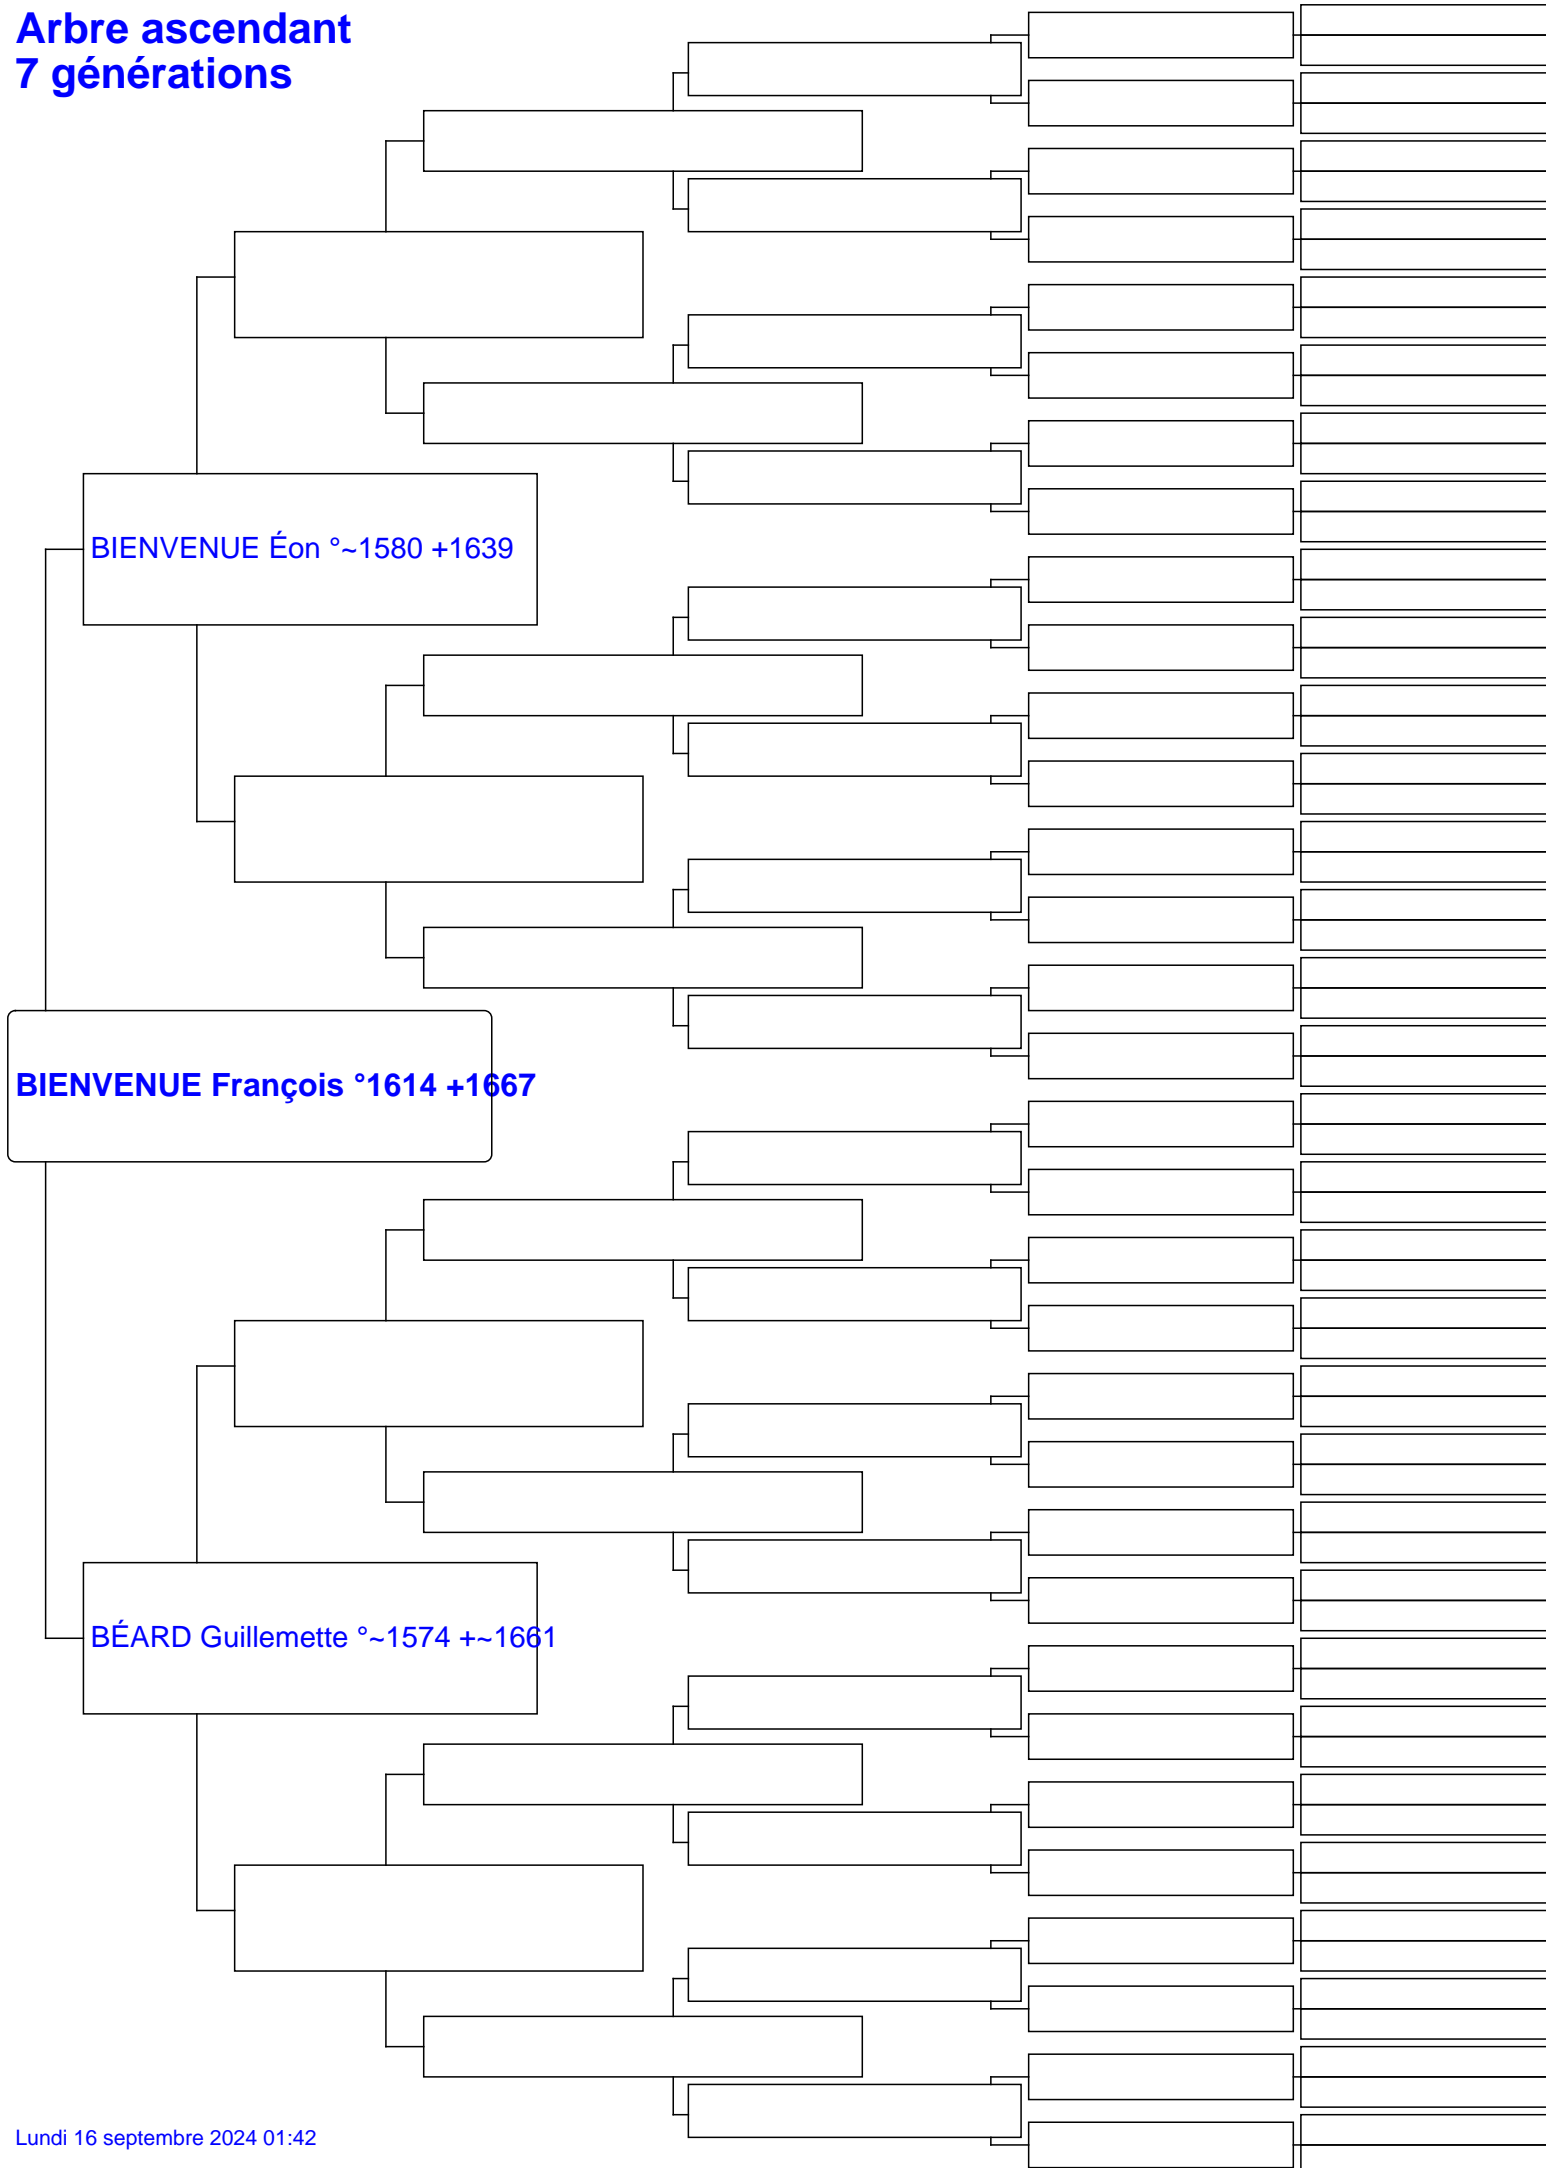 Arbre ascendant
7 générations
BIENVENUE Éon °~1580 +1639
BIENVENUE François °1614 +1667
BÉARD Guillemette °~1574 +~1661
Lundi 16 septembre 2024 01:42